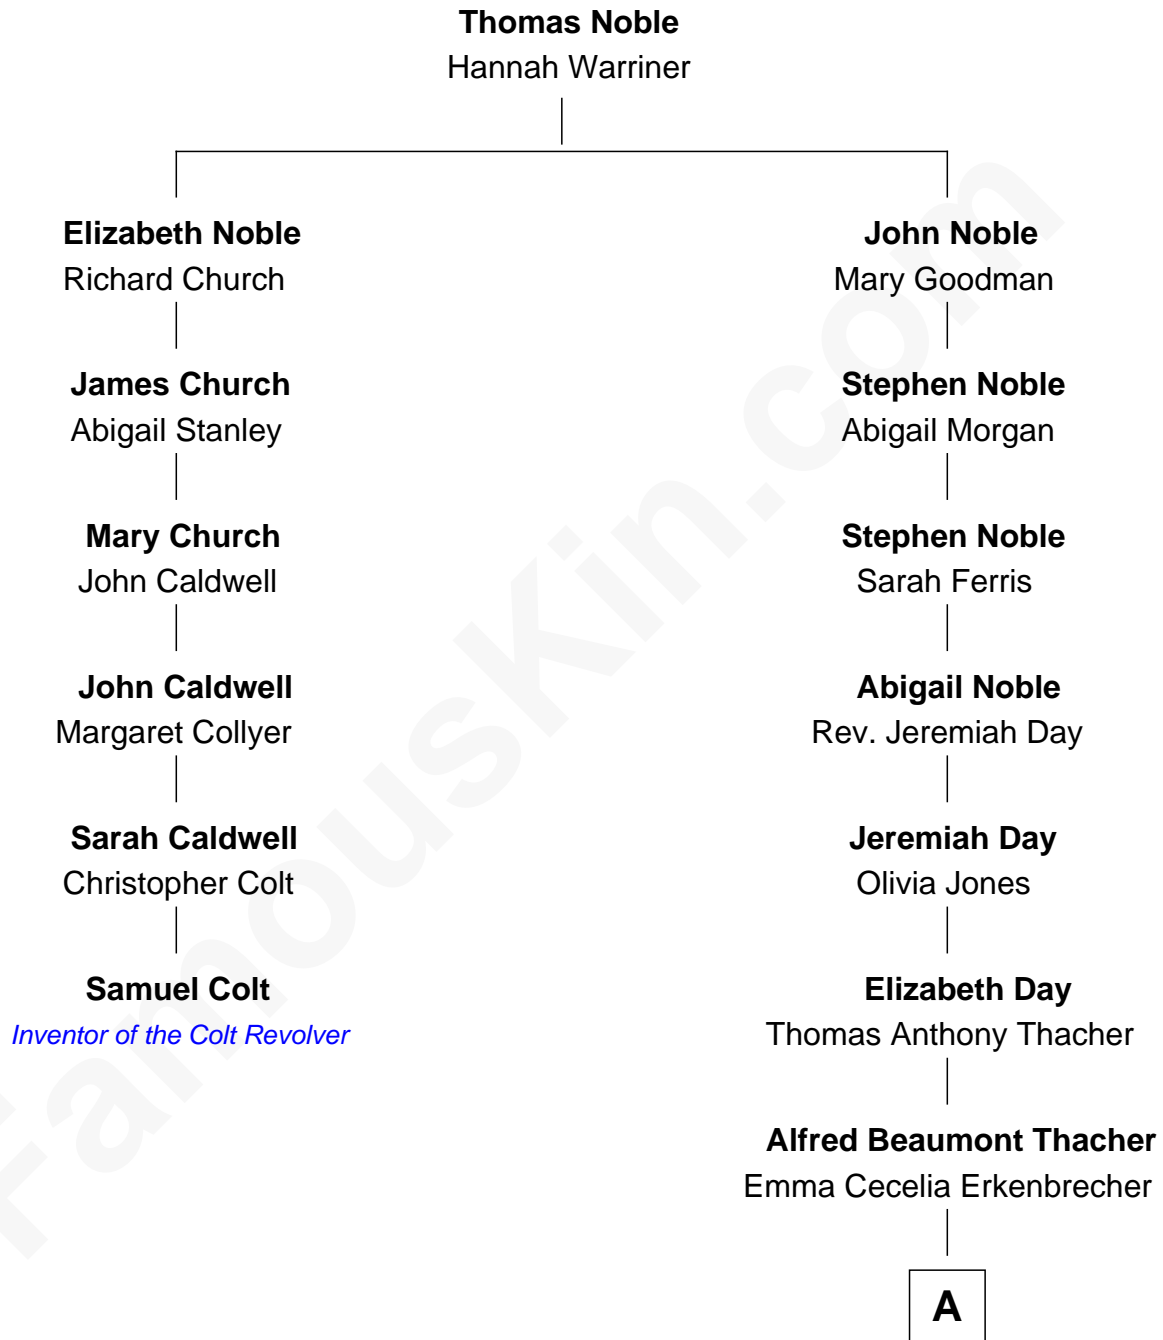 Thomas Noble
Hannah Warriner
Elizabeth Noble
Richard Church
James Church
Abigail Stanley
Mary Church
John Caldwell
John Caldwell
Margaret Collyer
Sarah Caldwell
Christopher Colt
Samuel Colt
Inventor of the Colt Revolver
John Noble
Mary Goodman
Stephen Noble
Abigail Morgan
Stephen Noble
Sarah Ferris
Abigail Noble
Rev. Jeremiah Day
Jeremiah Day
Olivia Jones
Elizabeth Day
Thomas Anthony Thacher
Alfred Beaumont Thacher
Emma Cecelia Erkenbrecher
A
FamousKin.com